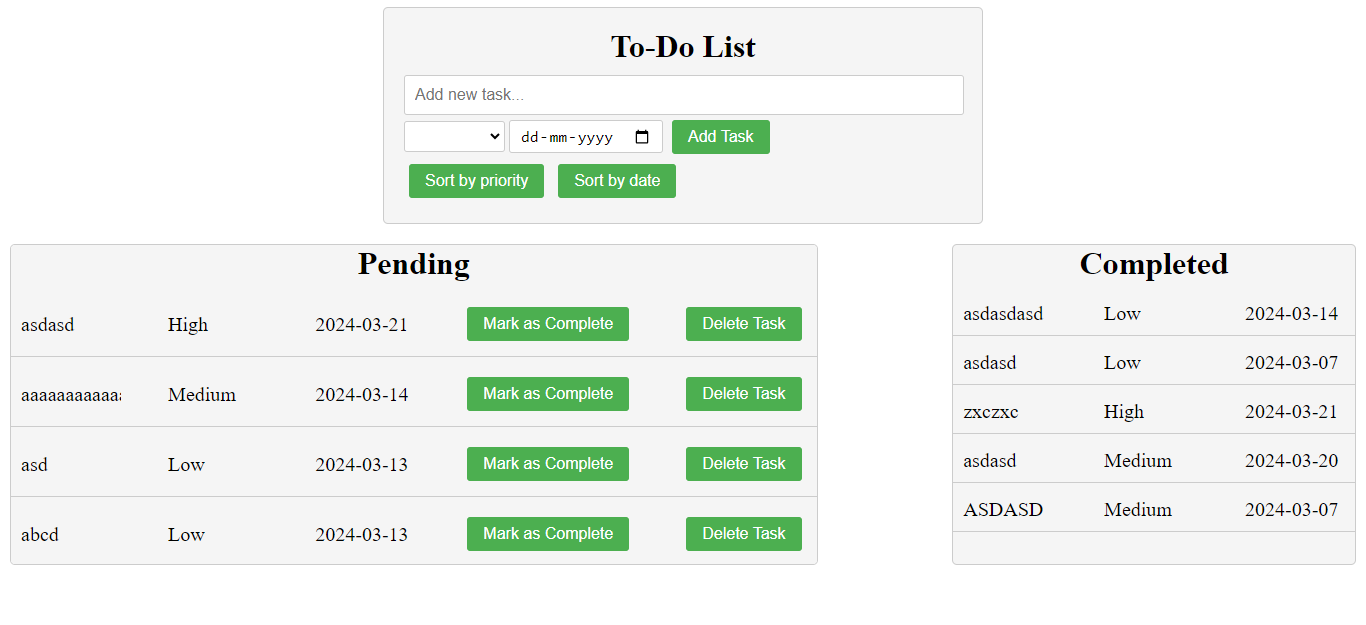 To-Do List
Add new task...
dd-mm-yyyy Add Task
Sort by priority Sort by date
Pending
asdasd High 2024-03-21 Mark as Complete Delete Task
aaaaaaaaaaa Medium 2024-03-14 Mark as Complete Delete Task
asd Low 2024-03-13 Mark as Complete Delete Task
abcd Low 2024-03-13 Mark as Complete Delete Task
Completed
asdasdasd Low 2024-03-14
asdasd Low 2024-03-07
zxczxc High 2024-03-21
asdasd Medium 2024-03-20
ASDASD Medium 2024-03-07